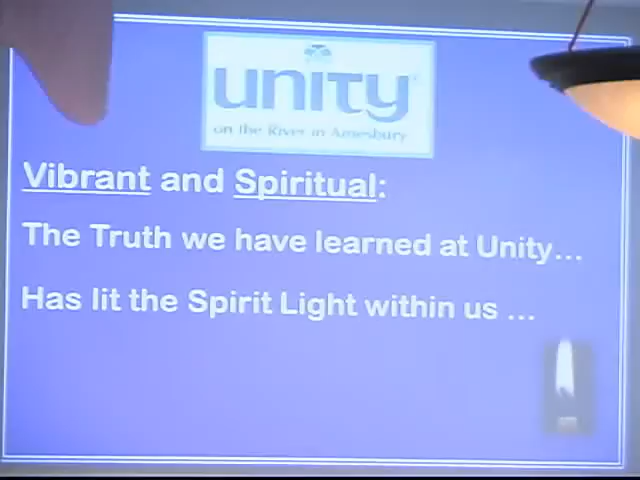 unity
on the River in Amesbury
Vibrant and Spiritual:
The Truth we have learned at Unity...
Has lit the Spirit Light within us ...